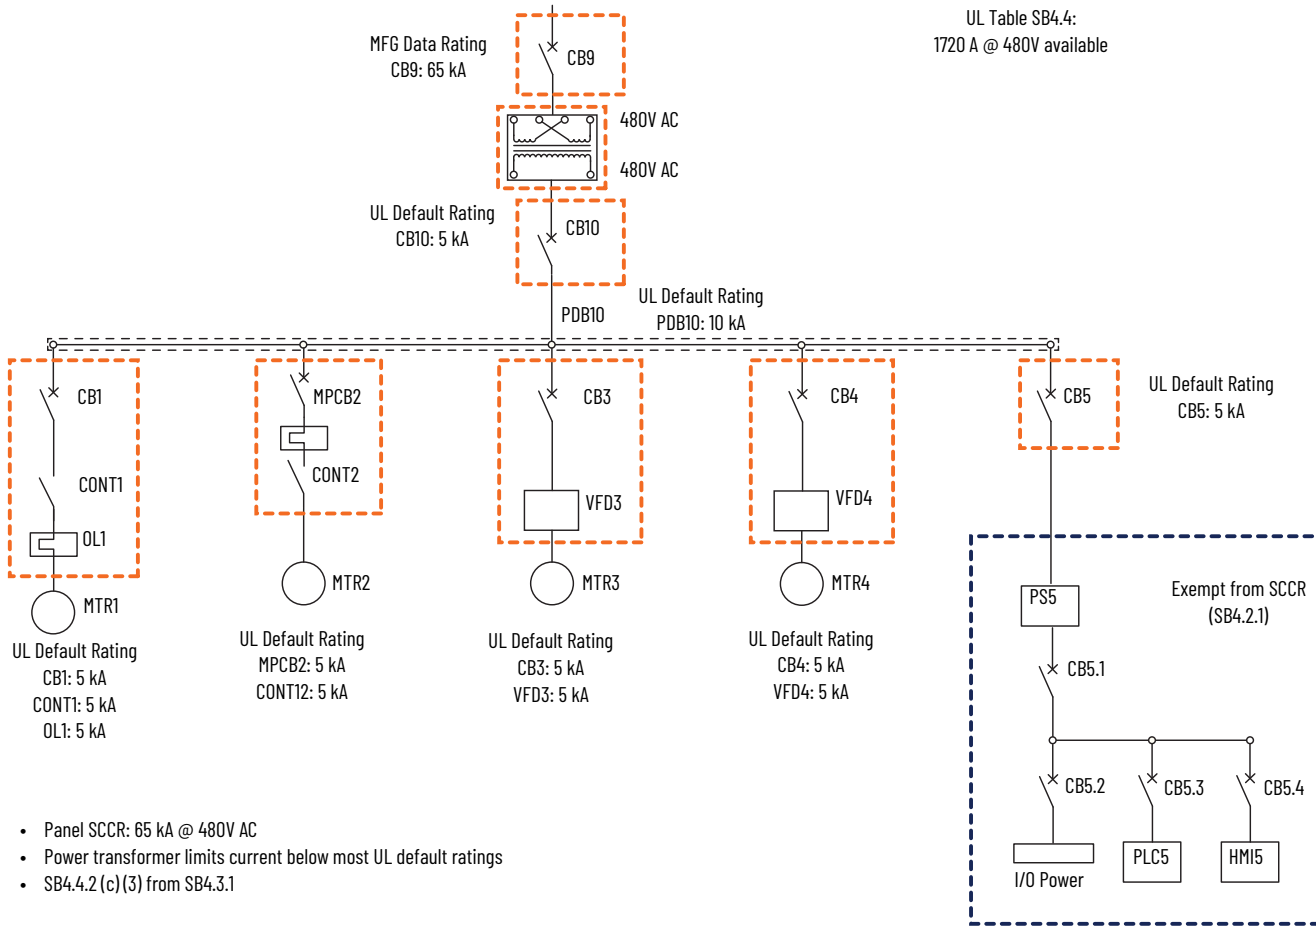 UL Table SB4.4:
1720 A @ 480V available
MFG Data Rating
CB9: 65 kA
CB9
480V AC
480V AC
UL Default Rating
CB10: 5 kA
CB10
PDB10
UL Default Rating
PDB10: 10 kA
CB1
CONT1
OL1
MTR1
UL Default Rating
CB1: 5 kA
CONT1: 5 kA
OL1: 5 kA
MPCB2
CONT2
MTR2
UL Default Rating
MPCB2: 5 kA
CONT12: 5 kA
CB3
VFD3
MTR3
UL Default Rating
CB3: 5 kA
VFD3: 5 kA
CB4
VFD4
MTR4
UL Default Rating
CB4: 5 kA
VFD4: 5 kA
CB5
UL Default Rating
CB5: 5 kA
PS5
Exempt from SCCR
(SB4.2.1)
CB5.1
CB5.2
CB5.3
CB5.4
I/O Power
PLC5
HMI5
• Panel SCCR: 65 kA @ 480V AC
• Power transformer limits current below most UL default ratings
• SB4.4.2 (c) (3) from SB4.3.1